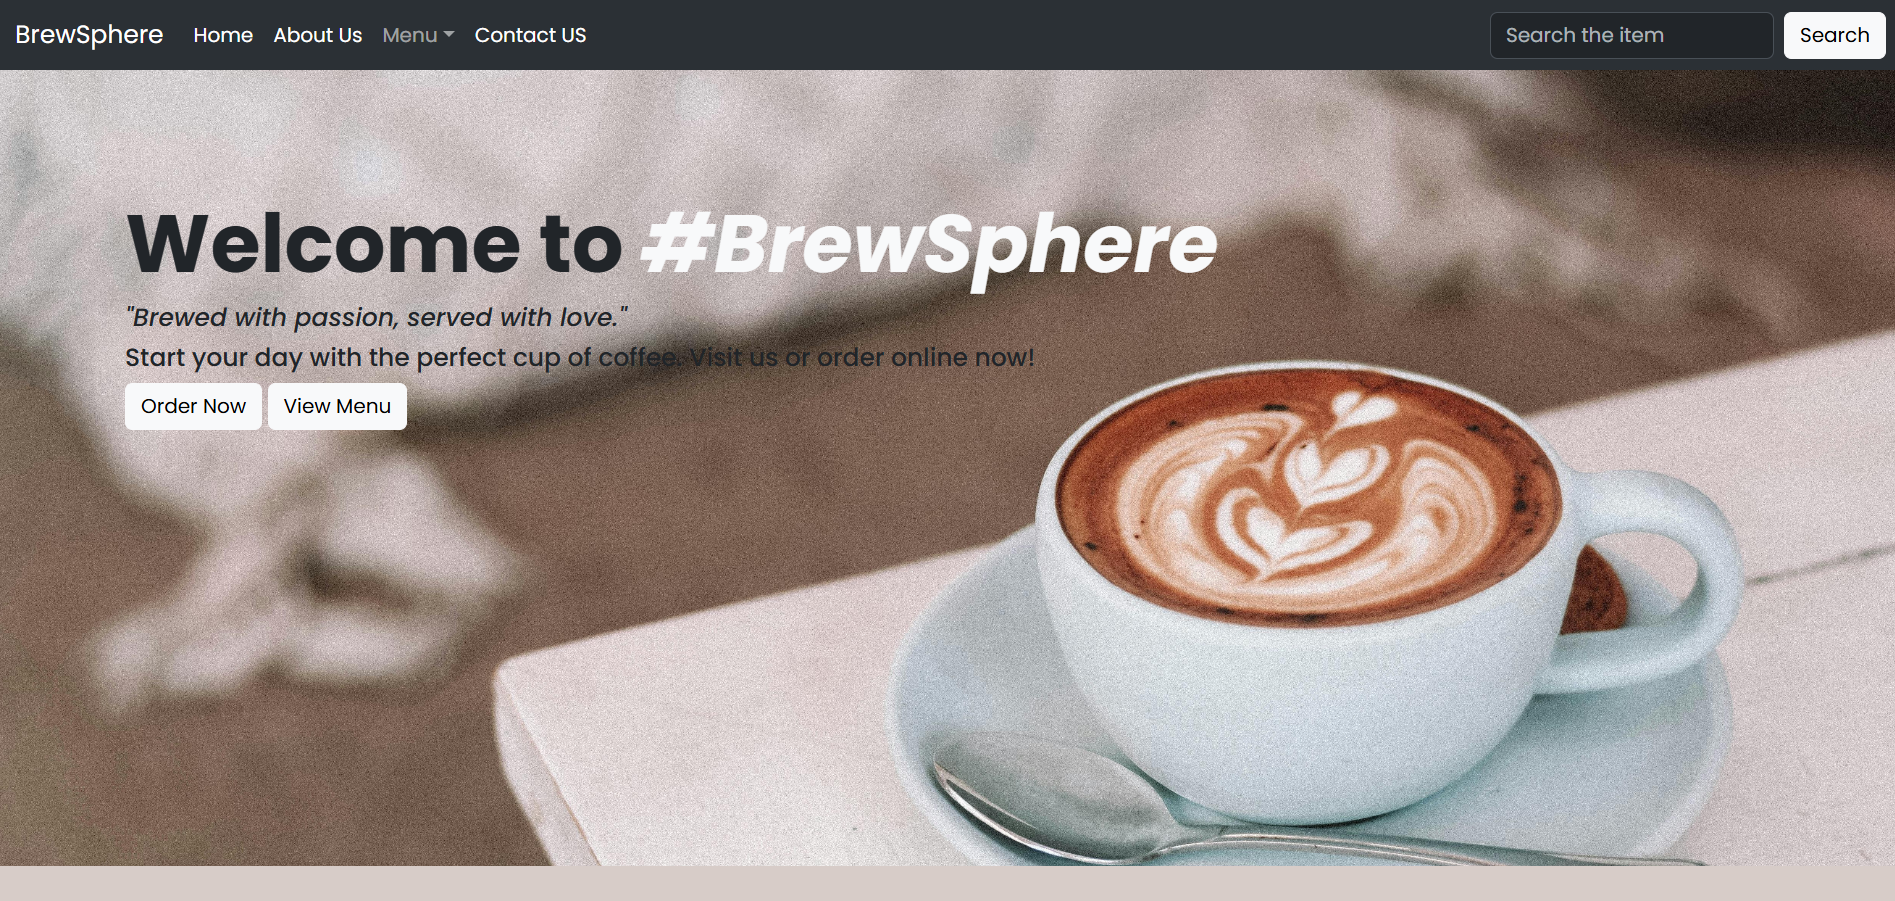 BrewSphere Home About Us Menu Contact US Search the item Search
Welcome to #BrewSphere
"Brewed with passion, served with love."
Start your day with the perfect cup of coffee. Visit us or order online now!
Order Now View Menu